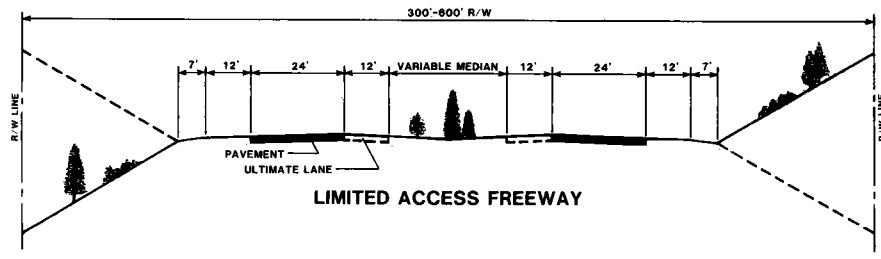 300'-600' R/W
7' 12' 24' 12' VARIABLE MEDIAN 12' 24' 12' 7'
R/W LINE
R/W LINE
PAVEMENT
ULTIMATE LANE
LIMITED ACCESS FREEWAY